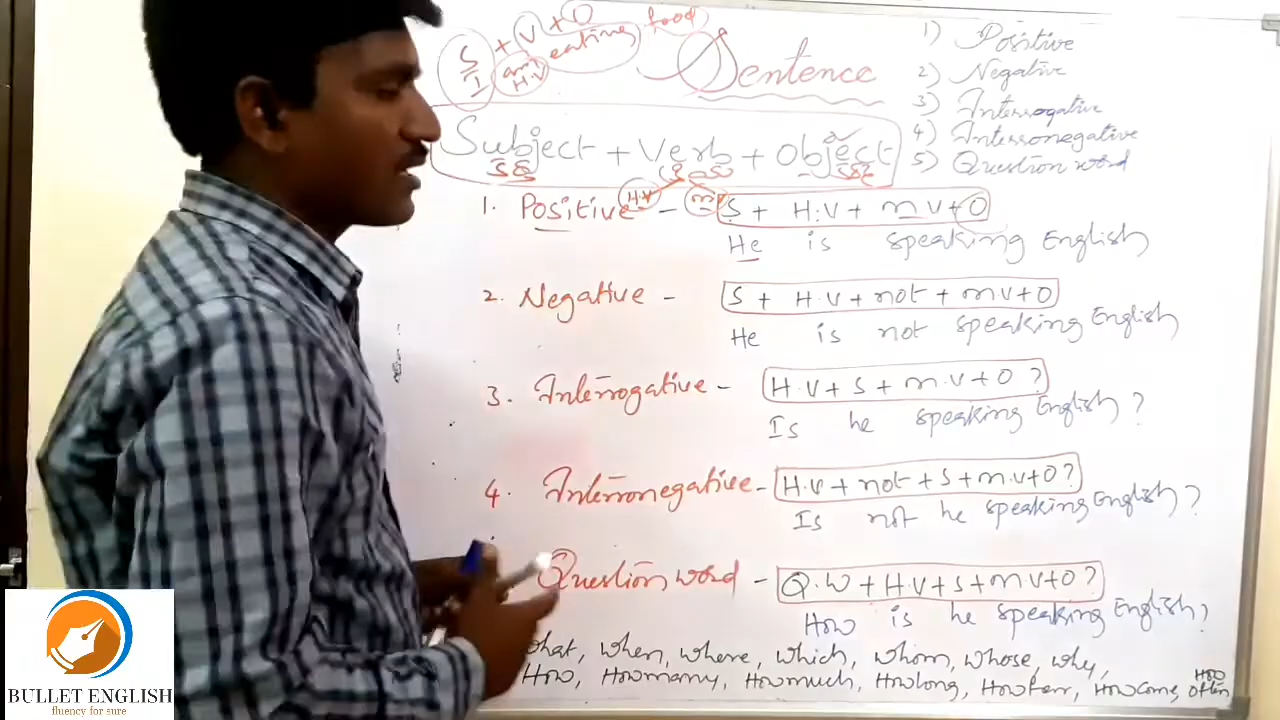 S + V + O
I am eating food
H.V
Sentence
1) Positive
2) Negative
3) Interrogative
4) Interronegative
5) Question word
Subject + Verb + Object
H.V M.V
1. Positive - S + H.V + m.v + O
He is speaking English
2. Negative - S + H.V + not + m.v + O
He is not speaking English
3. Interrogative - H.V + S + m.v + O ?
Is he speaking English ?
4. Interronegative - H.V + not + S + m.v + O ?
Is not he speaking English ?
Question word - Q.W + H.V + S + m.v + O ?
How is he speaking English ?
what, when, where, which, whom, whose, why,
How, How many, How much, How long, How far, How come, How often
BULLET ENGLISH
fluency for sure